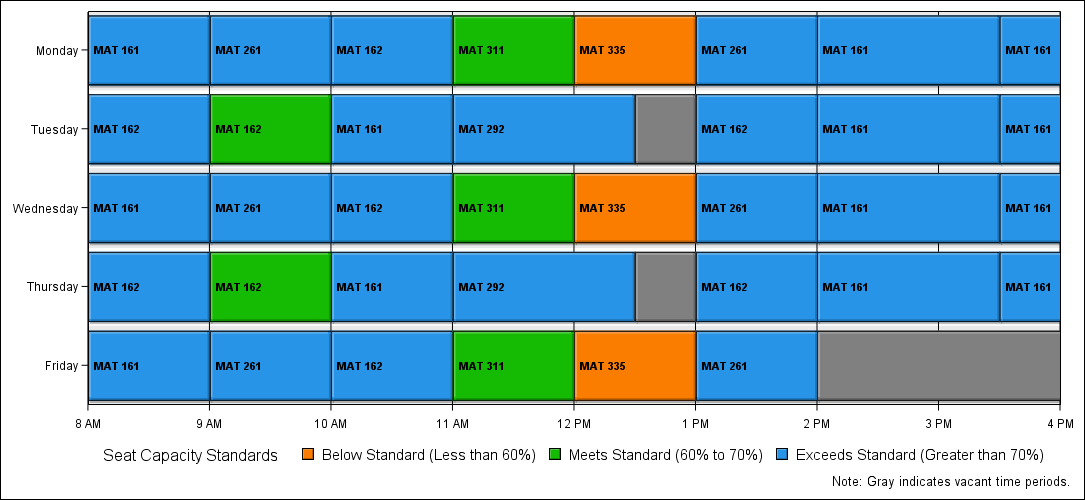 Monday MAT 161 MAT 261 MAT 162 MAT 311 MAT 335 MAT 261 MAT 161 MAT 161
Tuesday MAT 162 MAT 162 MAT 161 MAT 292 MAT 162 MAT 161 MAT 161
Wednesday MAT 161 MAT 261 MAT 162 MAT 311 MAT 335 MAT 261 MAT 161 MAT 161
Thursday MAT 162 MAT 162 MAT 161 MAT 292 MAT 162 MAT 161 MAT 161
Friday MAT 161 MAT 261 MAT 162 MAT 311 MAT 335 MAT 261
8 AM 9 AM 10 AM 11 AM 12 PM 1 PM 2 PM 3 PM 4 PM
Seat Capacity Standards Below Standard (Less than 60%) Meets Standard (60% to 70%) Exceeds Standard (Greater than 70%)
Note: Gray indicates vacant time periods.